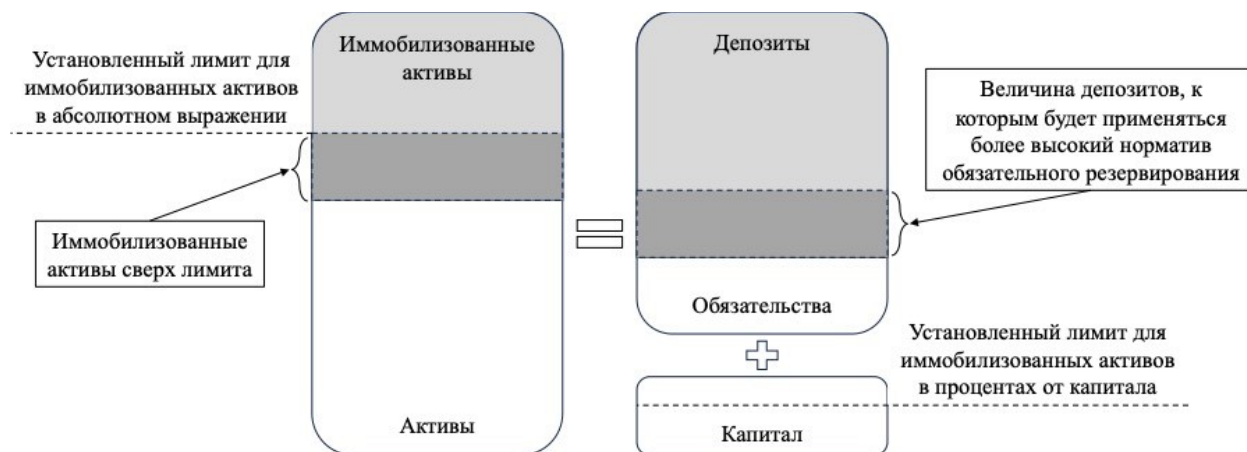 Установленный лимит для
иммобилизованных активов
в абсолютном выражении
Иммобилизованные
активы
Депозиты
Величина депозитов, к
которым будет применяться
более высокий норматив
обязательного резервирования
Иммобилизованные
активы сверх лимита
Обязательства
Установленный лимит для
иммобилизованных активов
в процентах от капитала
Активы
Капитал